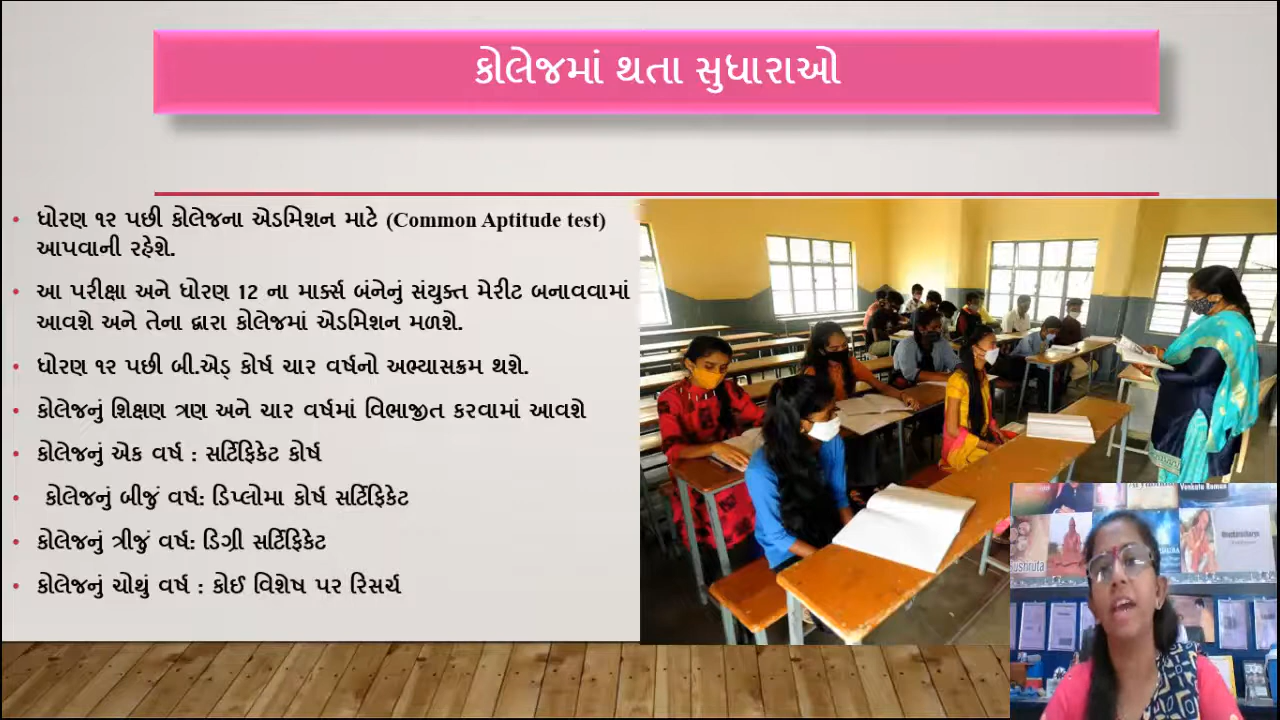 કોલેજમાં થતા સુધારાઓ
• ધોરણ ૧૨ પછી કોલેજના એડમિશન માટે (Common Aptitude test)
આપવાની રહેશે.
• આ પરીક્ષા અને ધોરણ 12 ના માર્ક્સ બંનેનું સંયુક્ત મેરીટ બનાવવામાં
આવશે અને તેના દ્વારા કોલેજમાં એડમિશન મળશે.
• ધોરણ ૧૨ પછી બી.એડ્ કોર્ષ ચાર વર્ષનો અભ્યાસક્રમ થશે.
• કોલેજનું શિક્ષણ ત્રણ અને ચાર વર્ષમાં વિભાજીત કરવામાં આવશે
• કોલેજનું એક વર્ષ : સર્ટિફિકેટ કોર્ષ
• કોલેજનું બીજું વર્ષ: ડિપ્લોમા કોર્ષ સર્ટિફિકેટ
• કોલેજનું ત્રીજું વર્ષ: ડિગ્રી સર્ટિફિકેટ
• કોલેજનું ચોથું વર્ષ : કોઈ વિશેષ પર રિસર્ચ
Venkata Raman